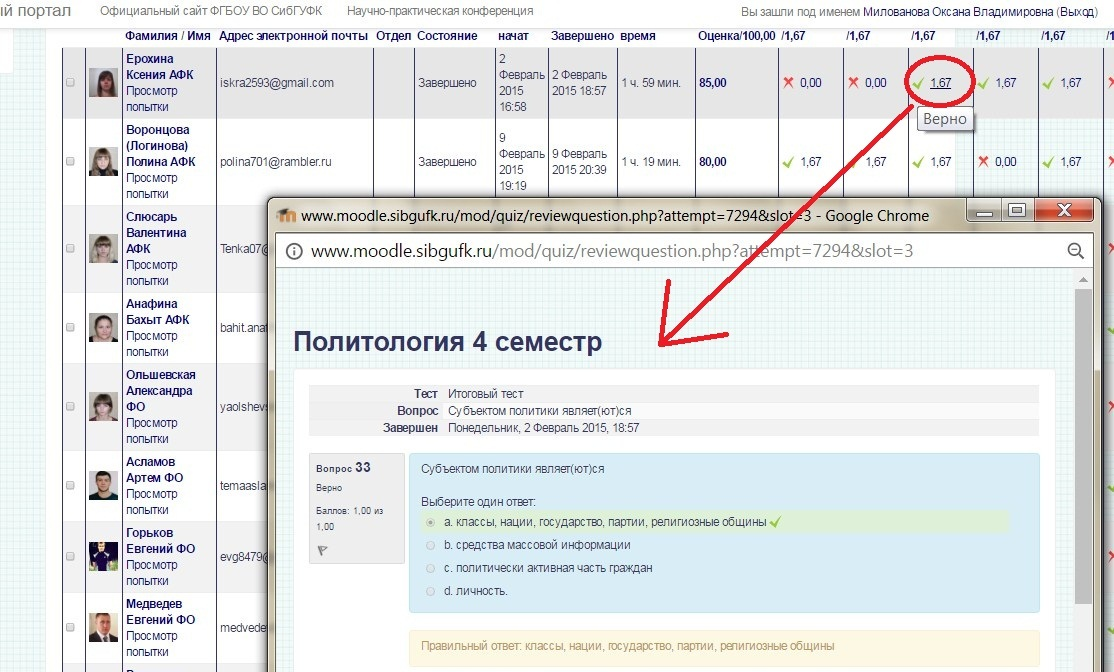 ый портал Официальный сайт ФГБОУ ВО СибГУФК Научно-практическая конференция Вы зашли под именем Милованова Оксана Владимировна (Выход)
Фамилия / Имя Адрес электронной почты Отдел Состояние начат Завершено время Оценка/100,00 /1,67 /1,67 /1,67 /1,67 /1,67
Ерохина
Ксения АФК
Просмотр
попытки
iskra2593@gmail.com
Завершено
2
Февраль
2015
16:58
2 Февраль
2015 18:57
1 ч. 59 мин.
85,00
0,00 0,00 1,67 1,67 1,67
Верно
Воронцова
(Логинова)
Полина АФК
Просмотр
попытки
polina701@rambler.ru
Завершено
9
Февраль
2015
19:19
9 Февраль
2015 20:39
1 ч. 19 мин.
80,00
1,67 1,67 1,67 0,00 1,67
Слюсарь
Валентина
АФК
Просмотр
попытки
Tenka07@
Анафина
Бахыт АФК
Просмотр
попытки
bahit.anaf
Ольшевская
Александра
ФО
Просмотр
попытки
yaolshevs
Асламов
Артем ФО
Просмотр
попытки
temaasla
Горьков
Евгений ФО
Просмотр
попытки
evg8479@
Медведев
Евгений ФО
Просмотр
попытки
medvede
www.moodle.sibgufk.ru/mod/quiz/reviewquestion.php?attempt=7294&slot=3 - Google Chrome
www.moodle.sibgufk.ru/mod/quiz/reviewquestion.php?attempt=7294&slot=3
Политология 4 семестр
Тест Итоговый тест
Вопрос Субъектом политики являет(ют)ся
Завершен Понедельник, 2 Февраль 2015, 18:57
Вопрос 33
Верно
Баллов: 1,00 из
1,00
Субъектом политики являет(ют)ся
Выберите один ответ:
a. классы, нации, государство, партии, религиозные общины
b. средства массовой информации
c. политически активная часть граждан
d. личность.
Правильный ответ: классы, нации, государство, партии, религиозные общины